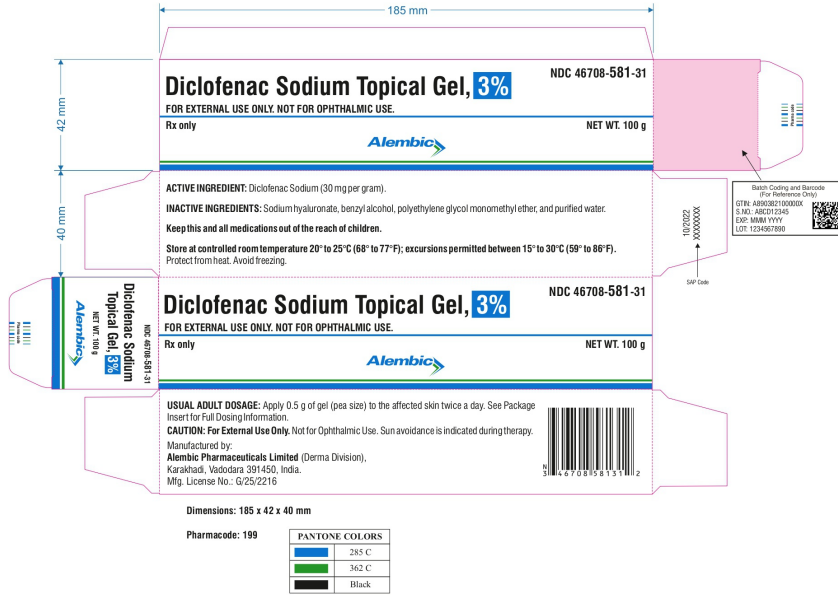 185 mm
42 mm
Diclofenac Sodium Topical Gel, 3%
NDC 46708-581-31
FOR EXTERNAL USE ONLY. NOT FOR OPHTHALMIC USE.
Rx only
NET WT. 100 g
Alembic
Pharma code
40 mm
ACTIVE INGREDIENT: Diclofenac Sodium (30 mg per gram).
INACTIVE INGREDIENTS: Sodium hyaluronate, benzyl alcohol, polyethylene glycol monomethyl ether, and purified water.
Keep this and all medications out of the reach of children.
Store at controlled room temperature 20° to 25°C (68° to 77°F); excursions permitted between 15° to 30°C (59° to 86°F).
Protect from heat. Avoid freezing.
10/2022
XXXXXXX
SAP Code
Batch Coding and Barcode
(For Reference Only)
GTIN: A890382100000X
S.NO.: ABCD12345
EXP. MMM YYYY
LOT: 1234567890
Pharma code
Alembic
NET WT. 100 g
Diclofenac Sodium
Topical Gel, 3%
NDC 46708-581-31
Diclofenac Sodium Topical Gel, 3%
NDC 46708-581-31
FOR EXTERNAL USE ONLY. NOT FOR OPHTHALMIC USE.
Rx only
NET WT. 100 g
Alembic
USUAL ADULT DOSAGE: Apply 0.5 g of gel (pea size) to the affected skin twice a day. See Package
Insert for Full Dosing Information.
CAUTION: For External Use Only. Not for Ophthalmic Use. Sun avoidance is indicated during therapy.
Manufactured by:
Alembic Pharmaceuticals Limited (Derma Division),
Karakhadi, Vadodara 391450, India.
Mfg. License No.: G/25/2216
N
3 46708 58131 2
Dimensions: 185 x 42 x 40 mm
Pharmacode: 199
PANTONE COLORS
285 C
362 C
Black